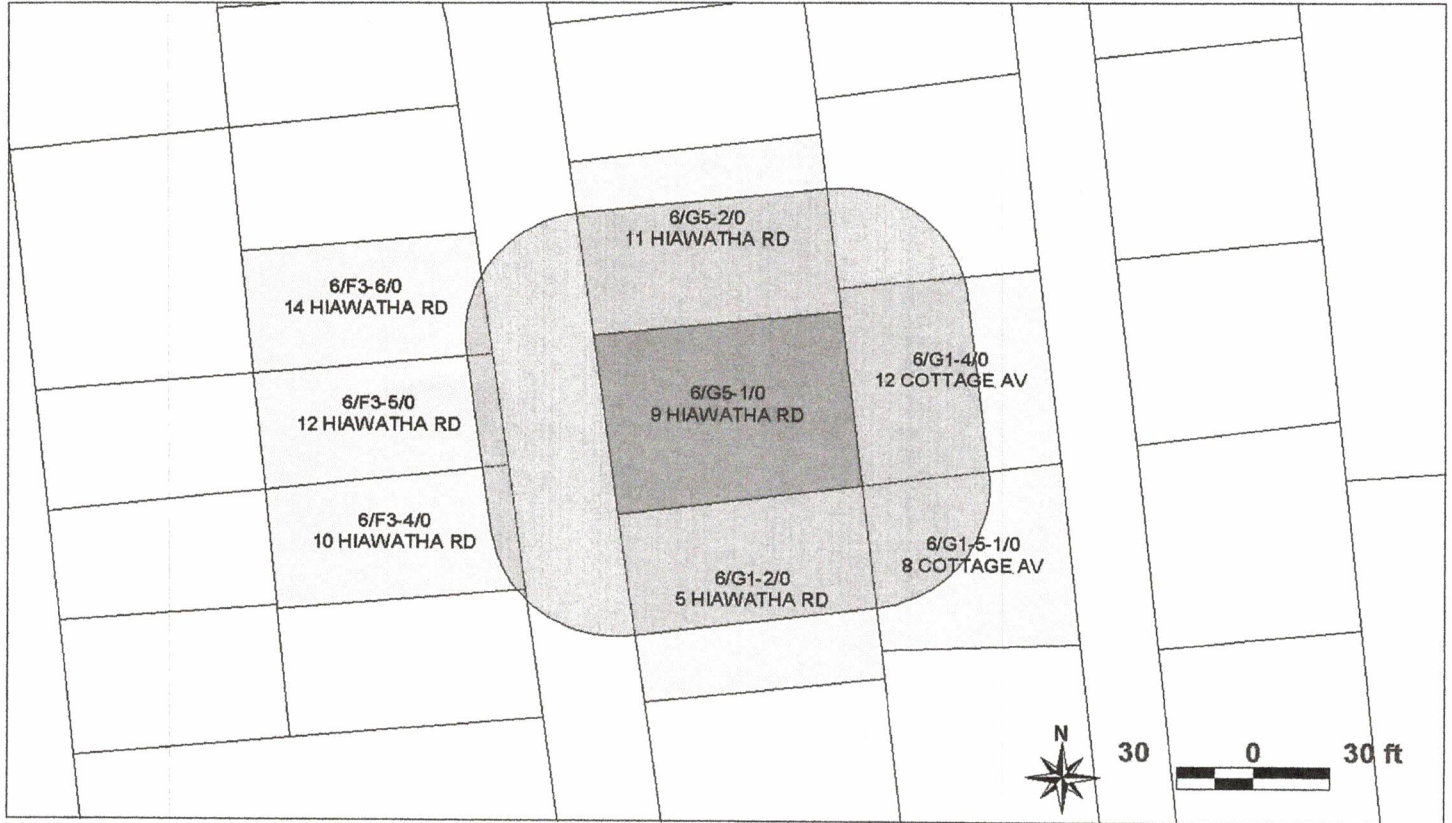 6/G5-2/0
11 HIAWATHA RD
6/F3-6/0
14 HIAWATHA RD
6/G1-4/0
12 COTTAGE AV
6/G5-1/0
9 HIAWATHA RD
6/F3-5/0
12 HIAWATHA RD
6/F3-4/0
10 HIAWATHA RD
6/G1-5-1/0
8 COTTAGE AV
6/G1-2/0
5 HIAWATHA RD
N
30 0 30 ft